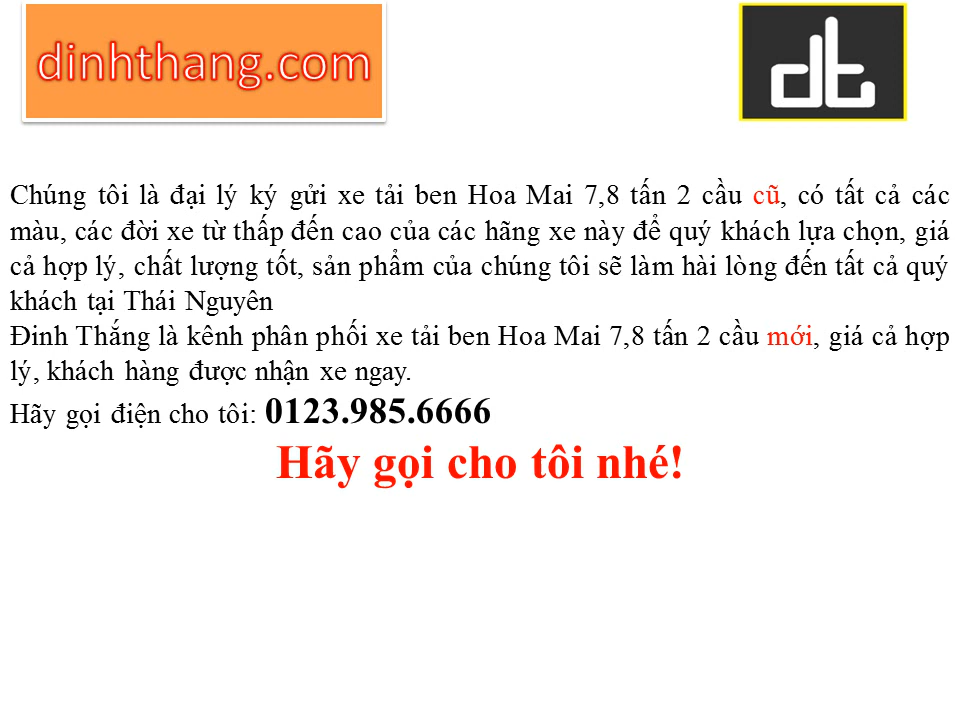 dinhthang.com
dt
Chúng tôi là đại lý ký gửi xe tải ben Hoa Mai 7,8 tấn 2 cầu cũ, có tất cả các
màu, các đời xe từ thấp đến cao của các hãng xe này để quý khách lựa chọn, giá
cả hợp lý, chất lượng tốt, sản phẩm của chúng tôi sẽ làm hài lòng đến tất cả quý
khách tại Thái Nguyên
Đinh Thắng là kênh phân phối xe tải ben Hoa Mai 7,8 tấn 2 cầu mới, giá cả hợp
lý, khách hàng được nhận xe ngay.
Hãy gọi điện cho tôi: 0123.985.6666
Hãy gọi cho tôi nhé!